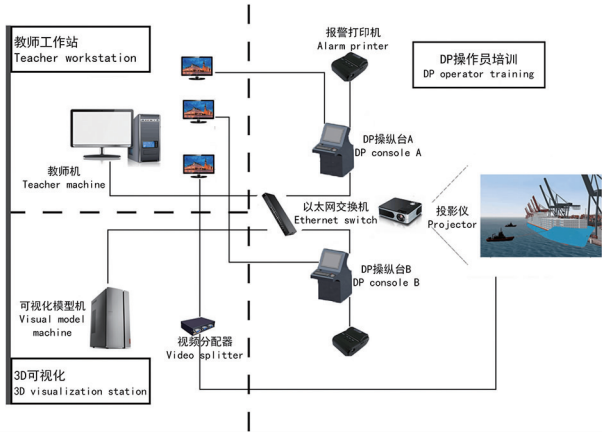 教师工作站
Teacher workstation
报警打印机
Alarm printer
DP操作员培训
DP operator training
教师机
Teacher machine
DP操纵台A
DP console A
以太网交换机
Ethernet switch
投影仪
Projector
DP操纵台B
DP console B
可视化模型机
Visual model
machine
视频分配器
Video splitter
3D可视化
3D visualization station